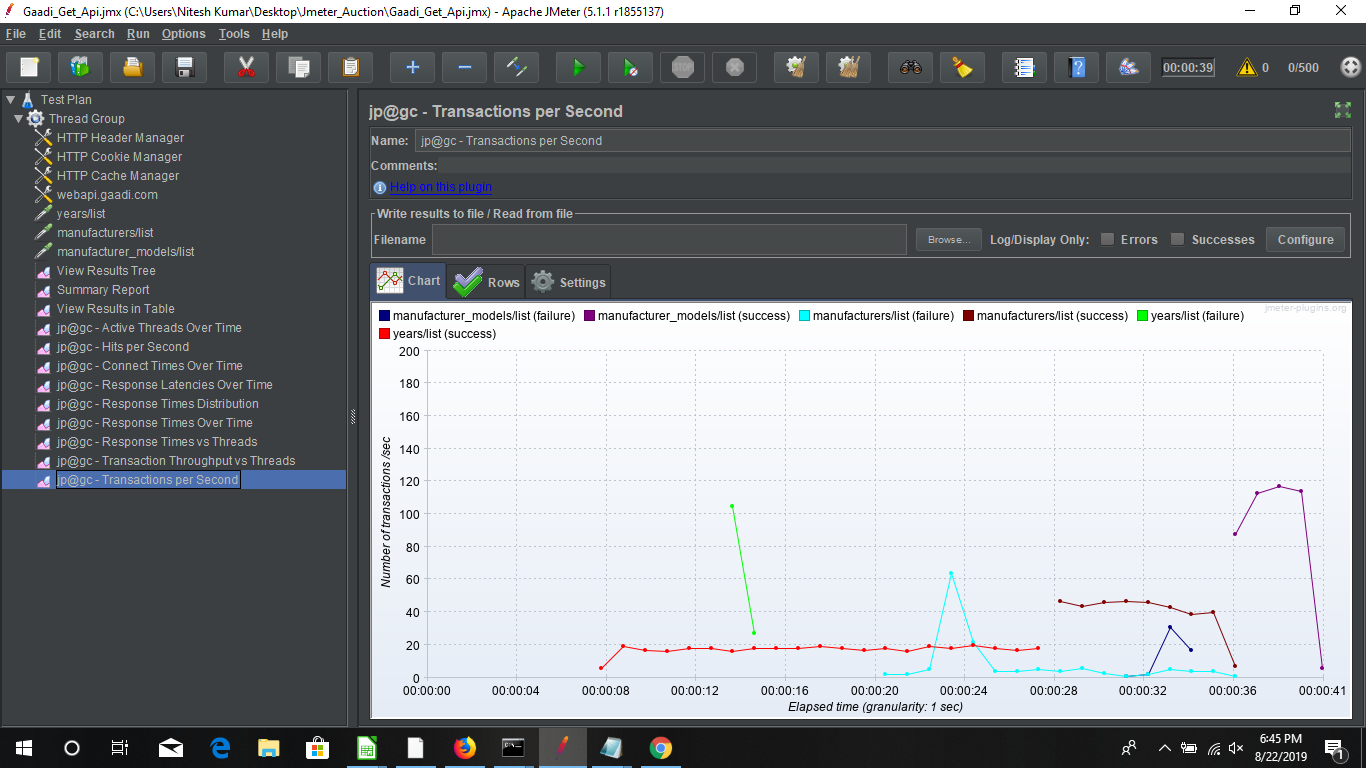 Gaadi_Get_Api.jmx (C:\Users\Nitesh Kumar\Desktop\Jmeter_Auction\Gaadi_Get_Api.jmx) - Apache JMeter (5.1.1 r1855137)
File Edit Search Run Options Tools Help
00:00:39 0 0/500
Test Plan
Thread Group
HTTP Header Manager
HTTP Cookie Manager
HTTP Cache Manager
webapi.gaadi.com
years/list
manufacturers/list
manufacturer_models/list
View Results Tree
Summary Report
View Results in Table
jp@gc - Active Threads Over Time
jp@gc - Hits per Second
jp@gc - Connect Times Over Time
jp@gc - Response Latencies Over Time
jp@gc - Response Times Distribution
jp@gc - Response Times Over Time
jp@gc - Response Times vs Threads
jp@gc - Transaction Throughput vs Threads
jp@gc - Transactions per Second
jp@gc - Transactions per Second
Name: jp@gc - Transactions per Second
Comments:
Help on this plugin
Write results to file / Read from file
Filename Browse... Log/Display Only: Errors Successes Configure
Chart Rows Settings
jmeter-plugins.org
manufacturer_models/list (failure) manufacturer_models/list (success) manufacturers/list (failure) manufacturers/list (success) years/list (failure)
years/list (success)
Number of transactions /sec
200
180
160
140
120
100
80
60
40
20
0
00:00:00 00:00:04 00:00:08 00:00:12 00:00:16 00:00:20 00:00:24 00:00:28 00:00:32 00:00:36 00:00:41
Elapsed time (granularity: 1 sec)
6:45 PM
8/22/2019
1